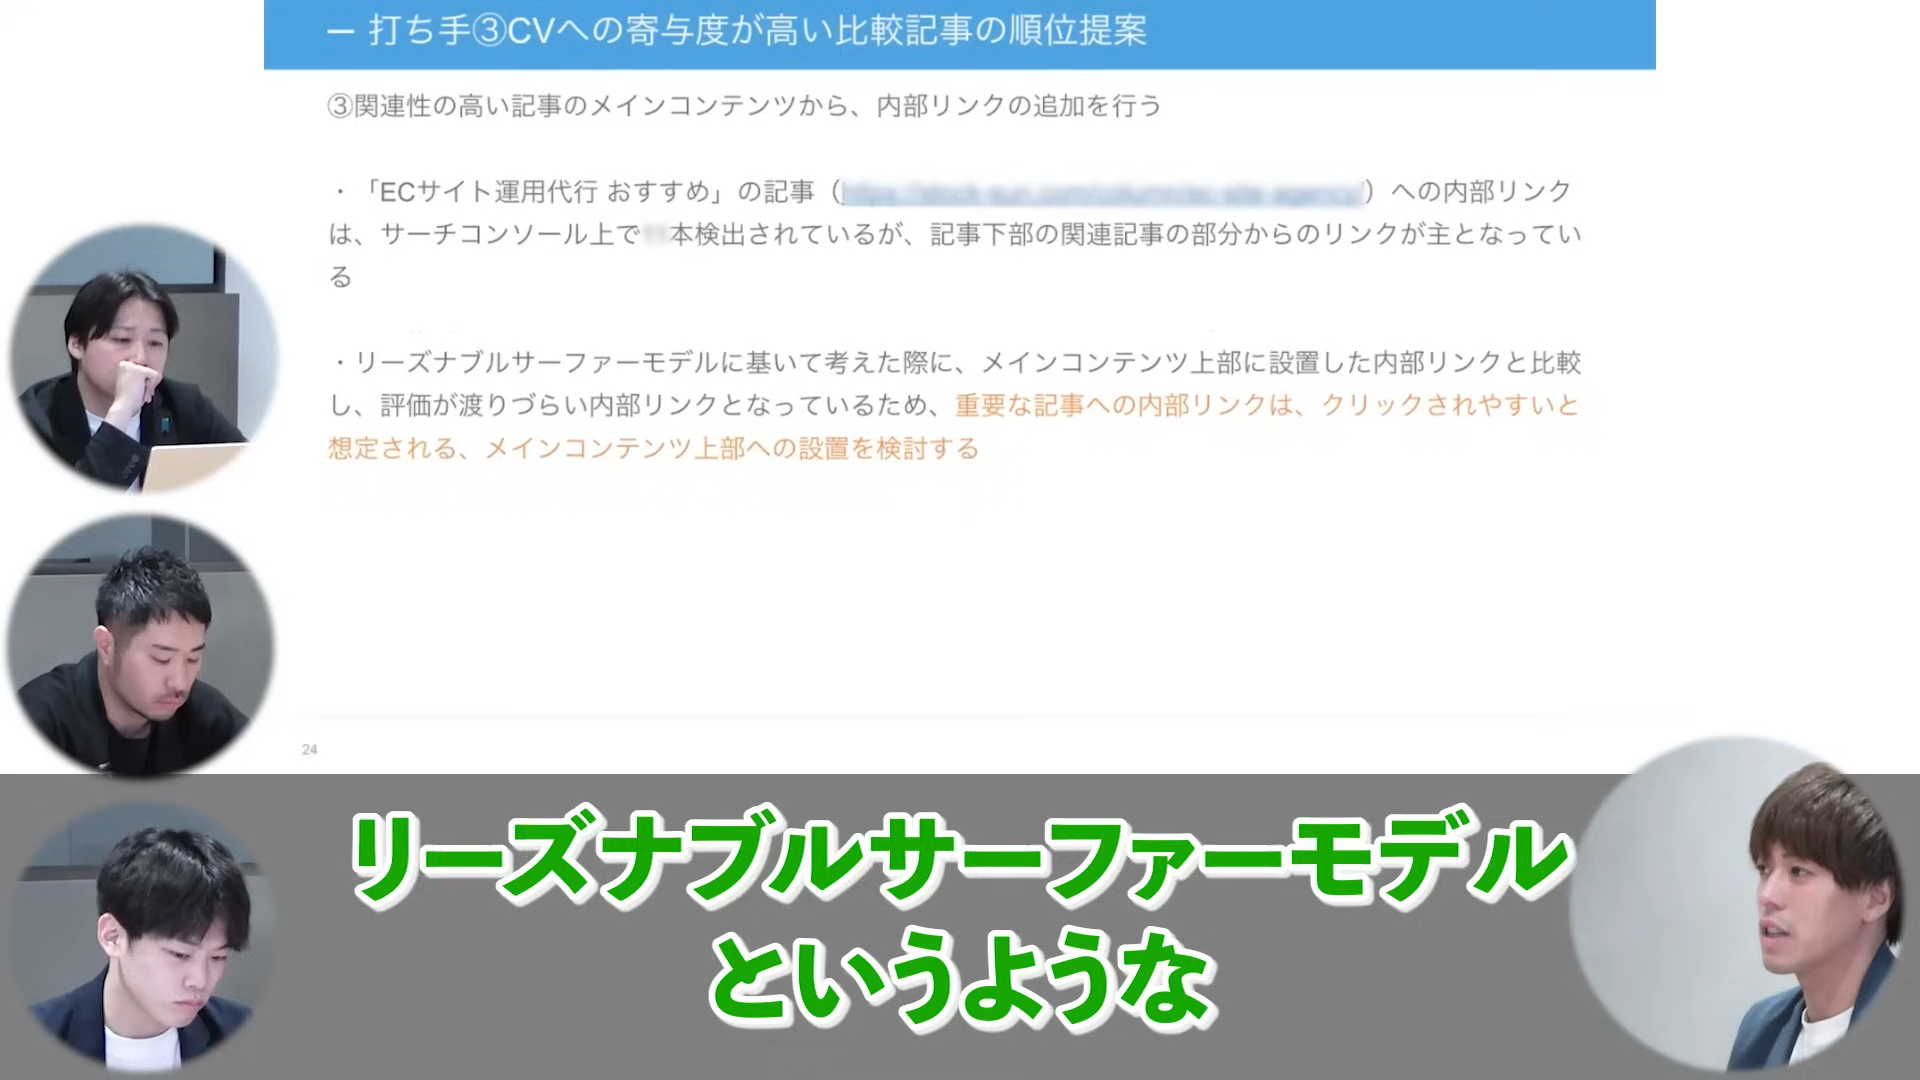 ー 打ち手③CVへの寄与度が高い比較記事の順位提案
③関連性の高い記事のメインコンテンツから、内部リンクの追加を行う
・「ECサイト運用代行 おすすめ」の記事（）への内部リンク
は、サーチコンソール上で本検出されているが、記事下部の関連記事の部分からのリンクが主となってい
る
・リーズナブルサーファーモデルに基いて考えた際に、メインコンテンツ上部に設置した内部リンクと比較
し、評価が渡りづらい内部リンクとなっているため、重要な記事への内部リンクは、クリックされやすいと
想定される、メインコンテンツ上部への設置を検討する
24
リーズナブルサーファーモデル
というような